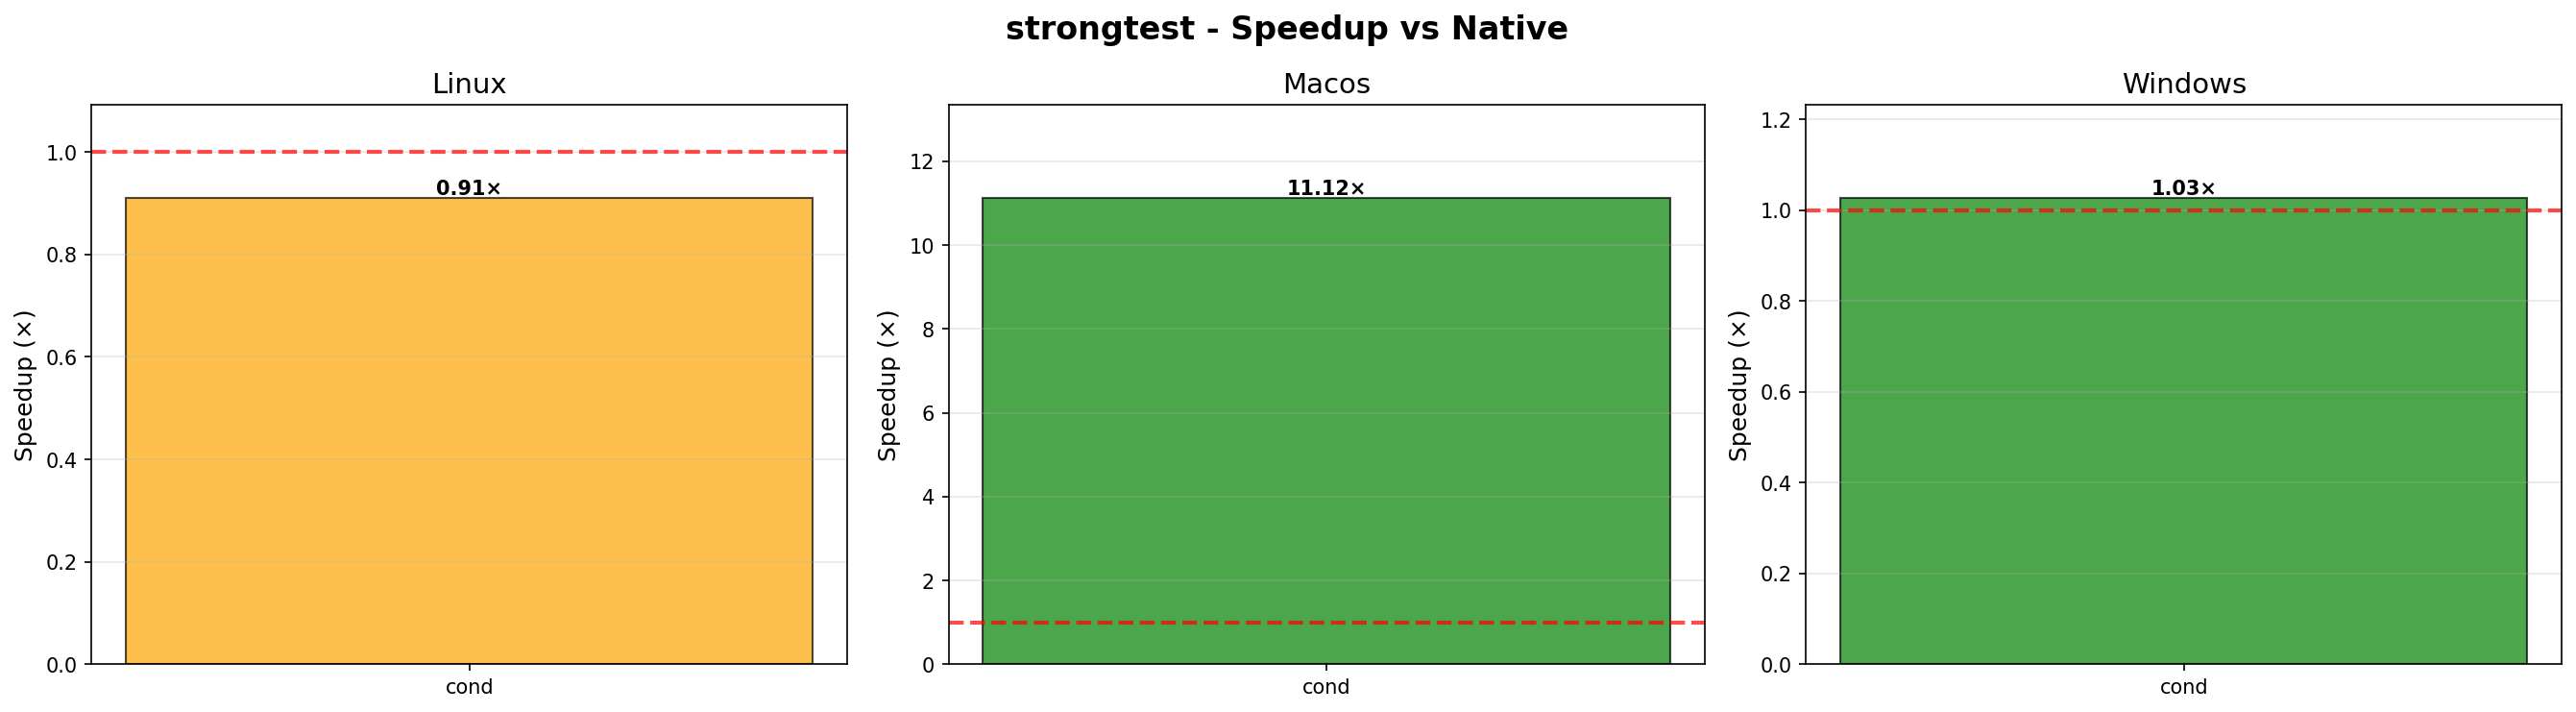 strongtest - Speedup vs Native
Linux
Speedup (×)
1.0
0.8
0.6
0.4
0.2
0.0
0.91×
cond
Macos
Speedup (×)
12
10
8
6
4
2
0
11.12×
cond
Windows
Speedup (×)
1.2
1.0
0.8
0.6
0.4
0.2
0.0
1.03×
cond